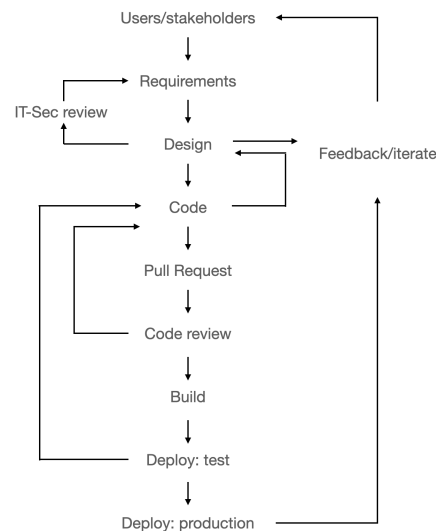 Users/stakeholders
Requirements
IT-Sec review
Design
Feedback/iterate
Code
Pull Request
Code review
Build
Deploy: test
Deploy: production